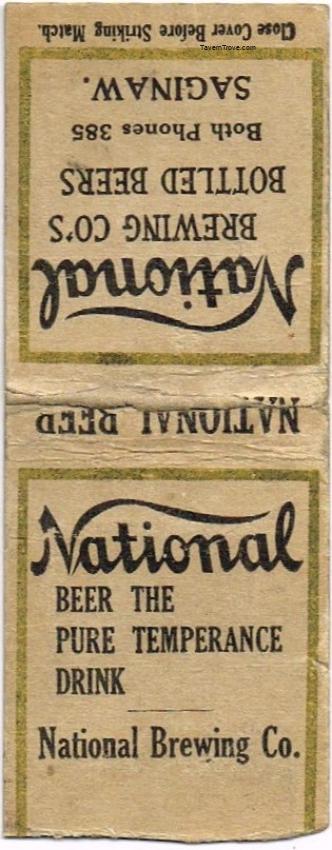 Close Cover Before Striking Match.
TavernTrove.com
National
BREWING CO'S
BOTTLED BEERS
Both Phones 385
SAGINAW.
NATIONAL BEER
National
BEER THE
PURE TEMPERANCE
DRINK
National Brewing Co.